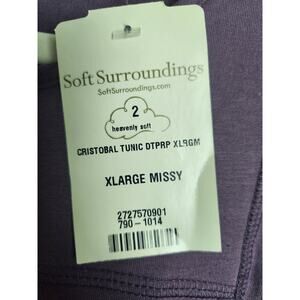 Soft Surroundings
SoftSurroundings.com
2
heavenly soft
CRISTOBAL TUNIC DTPRP XLRGM
XLARGE MISSY
2727570901
790-1014